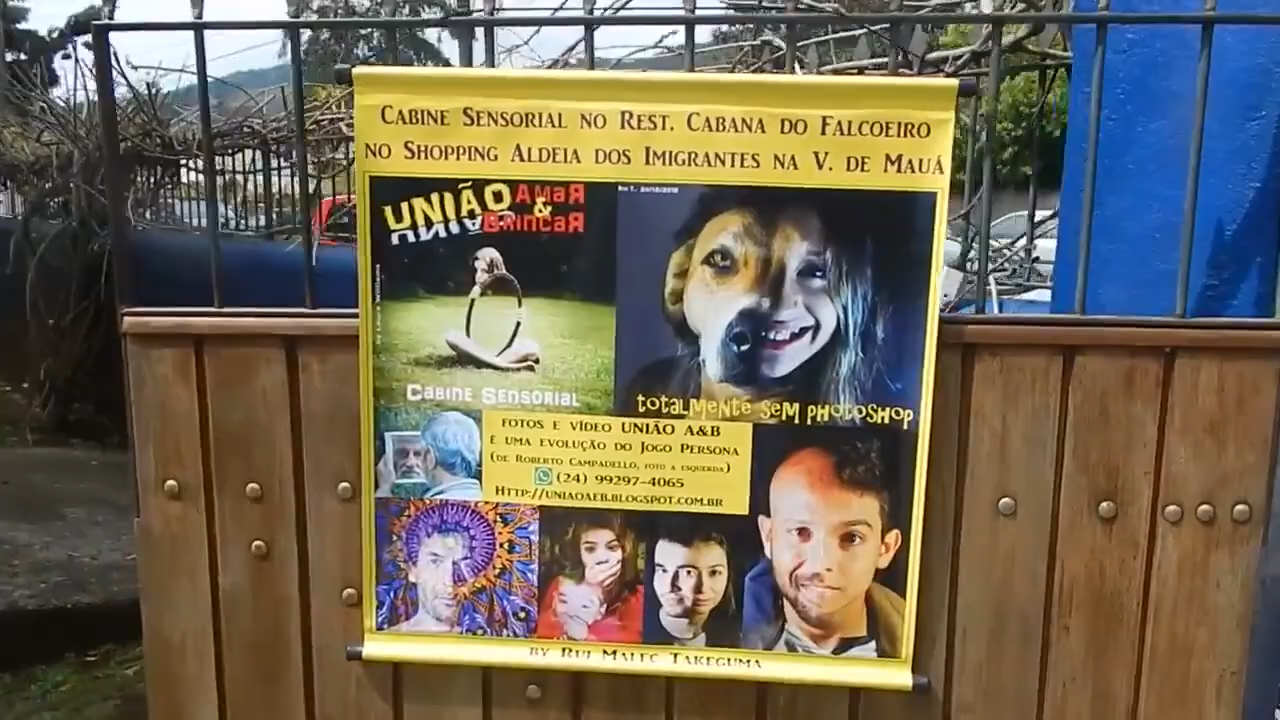 Cabine Sensorial no Rest. Cabana do Falcoeiro
no Shopping Aldeia dos Imigrantes na V. de Mauá
UNIÃO AMaR
& BRincaR
Cabine Sensorial
totalmente sem photoshop
fotos e vídeo UNIÃO A&B
é uma evolução do Jogo Persona
(de Roberto Campadello, foto a esquerda)
(24) 99297-4065
Http://uniaoaeb.blogspot.com.br
by Rui Takeguma